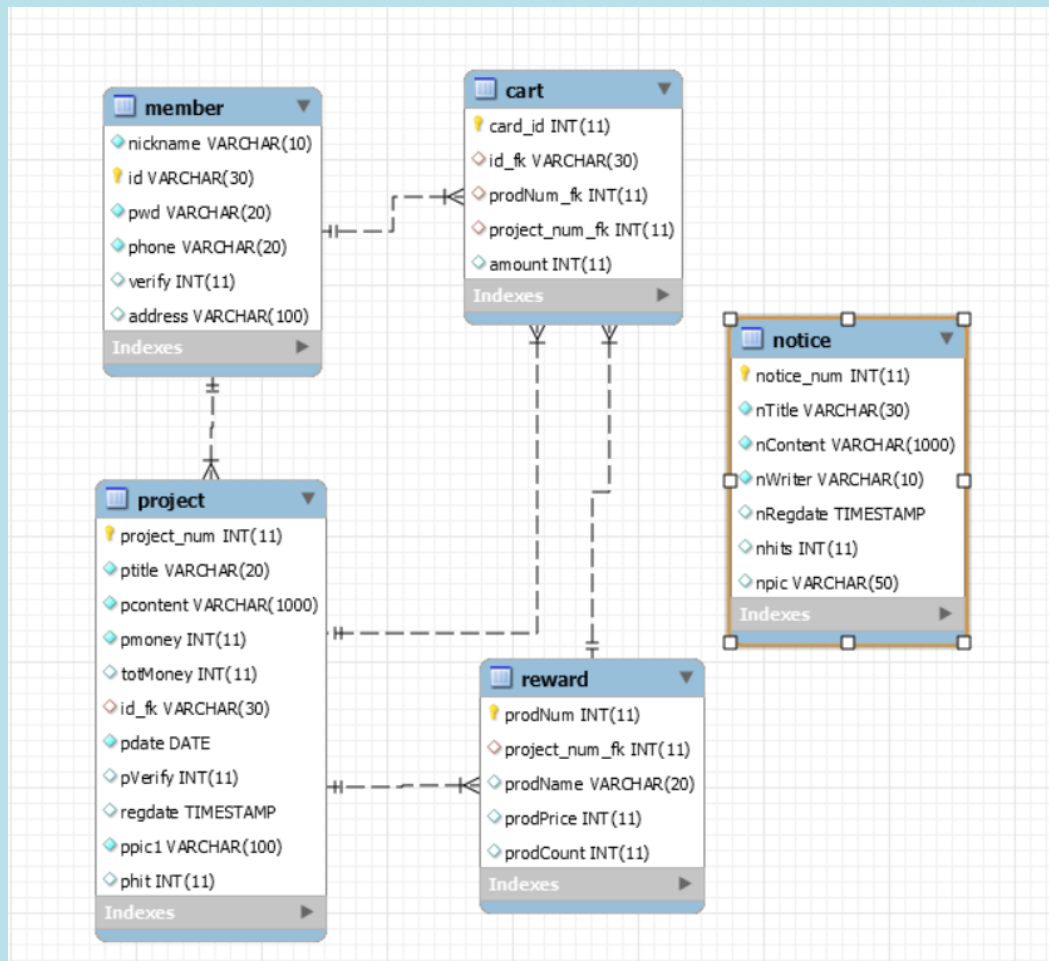 member
nickname VARCHAR(10)
id VARCHAR(30)
pwd VARCHAR(20)
phone VARCHAR(20)
verify INT(11)
address VARCHAR(100)
Indexes
cart
card_id INT(11)
id_fk VARCHAR(30)
prodNum_fk INT(11)
project_num_fk INT(11)
amount INT(11)
Indexes
notice
notice_num INT(11)
nTitle VARCHAR(30)
nContent VARCHAR(1000)
nWriter VARCHAR(10)
nRegdate TIMESTAMP
nhits INT(11)
npic VARCHAR(50)
Indexes
project
project_num INT(11)
ptitle VARCHAR(20)
pcontent VARCHAR(1000)
pmoney INT(11)
totMoney INT(11)
id_fk VARCHAR(30)
pdate DATE
pVerify INT(11)
regdate TIMESTAMP
ppic1 VARCHAR(100)
phit INT(11)
Indexes
reward
prodNum INT(11)
project_num_fk INT(11)
prodName VARCHAR(20)
prodPrice INT(11)
prodCount INT(11)
Indexes